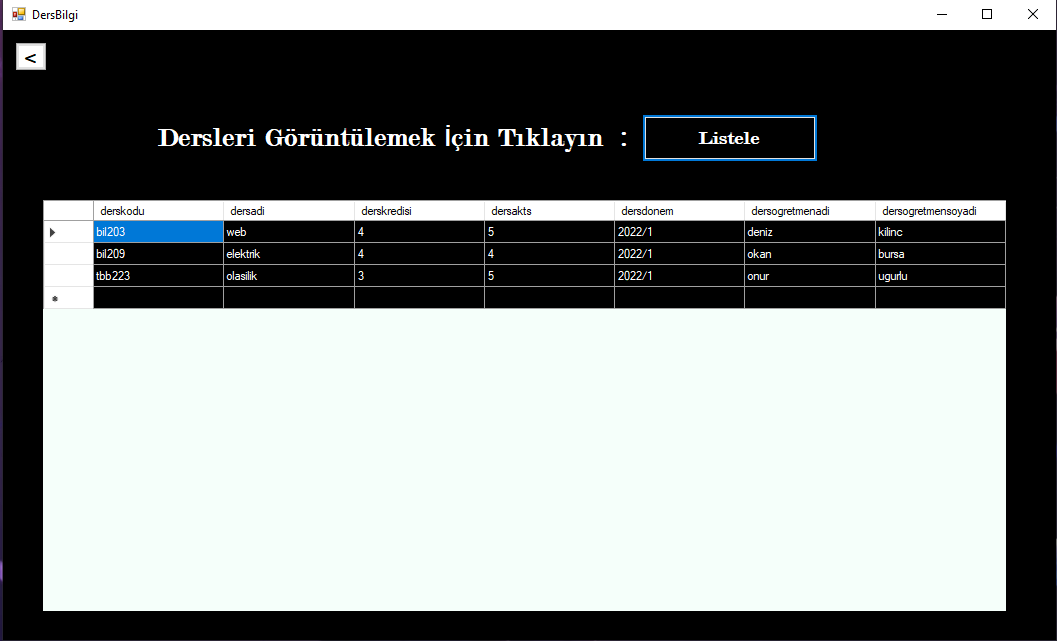 DersBilgi
<
Dersleri Görüntülemek İçin Tıklayın : Listele
derskodu dersadi derskredisi dersakts dersdonem dersogretmenadi dersogretmensoyadi
bil203 web 4 5 2022/1 deniz kilinc
bil209 elektrik 4 4 2022/1 okan bursa
tbb223 olasilik 3 5 2022/1 onur ugurlu